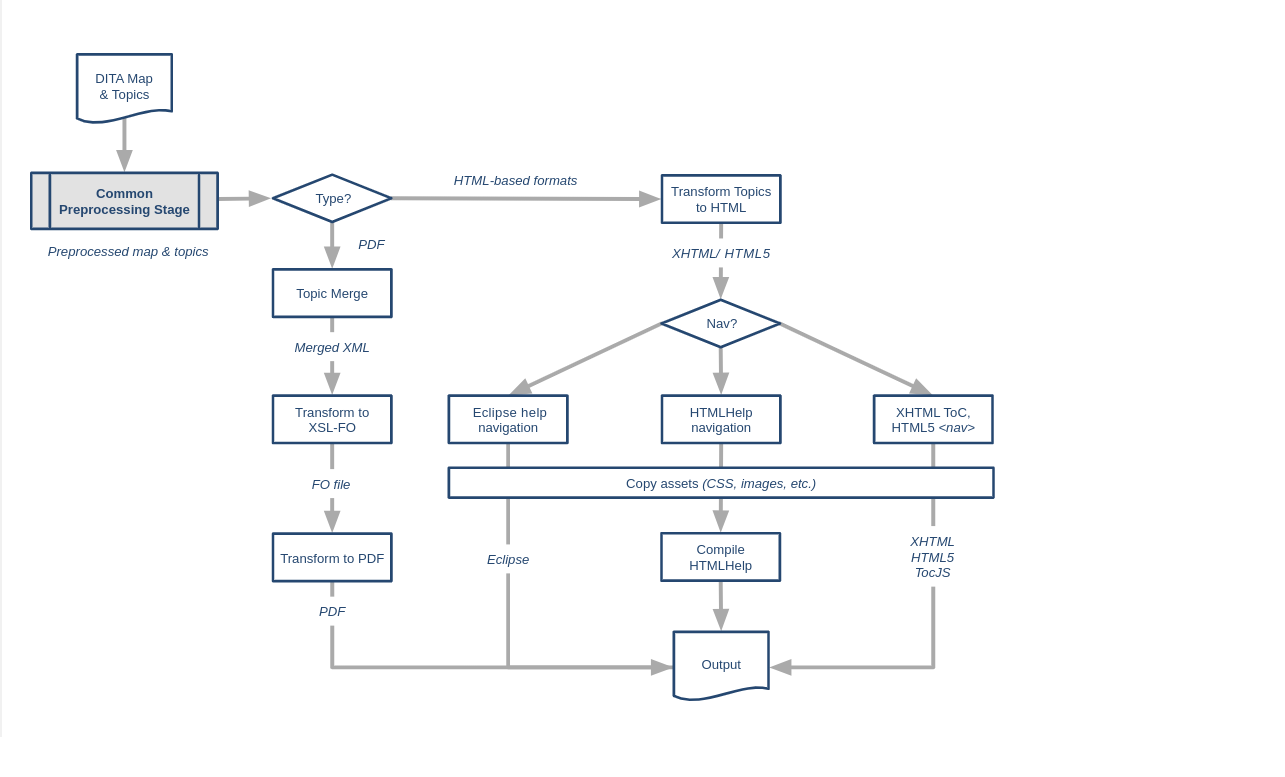 DITA Map
& Topics
Common
Preprocessing Stage
Preprocessed map & topics
Type?
HTML-based formats
PDF
Transform Topics
to HTML
XHTML/ HTML5
Topic Merge
Nav?
Merged XML
Transform to
XSL-FO
Eclipse help
navigation
HTMLHelp
navigation
XHTML ToC,
HTML5 <nav>
Copy assets (CSS, images, etc.)
FO file
Transform to PDF
Eclipse
Compile
HTMLHelp
XHTML
HTML5
TocJS
PDF
Output